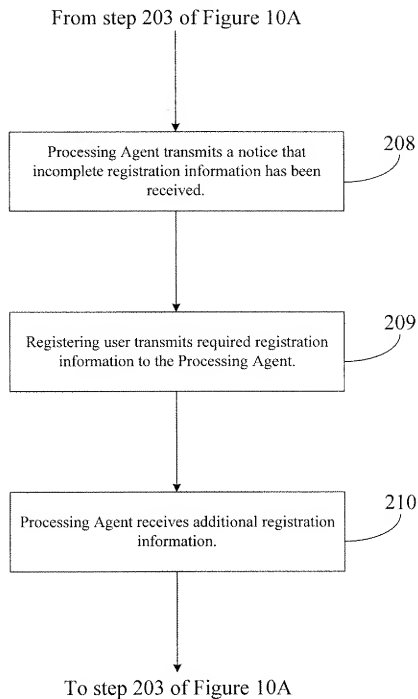 From step 203 of Figure 10A
208
Processing Agent transmits a notice that
incomplete registration information has been
received.
209
Registering user transmits required registration
information to the Processing Agent.
210
Processing Agent receives additional registration
information.
To step 203 of Figure 10A